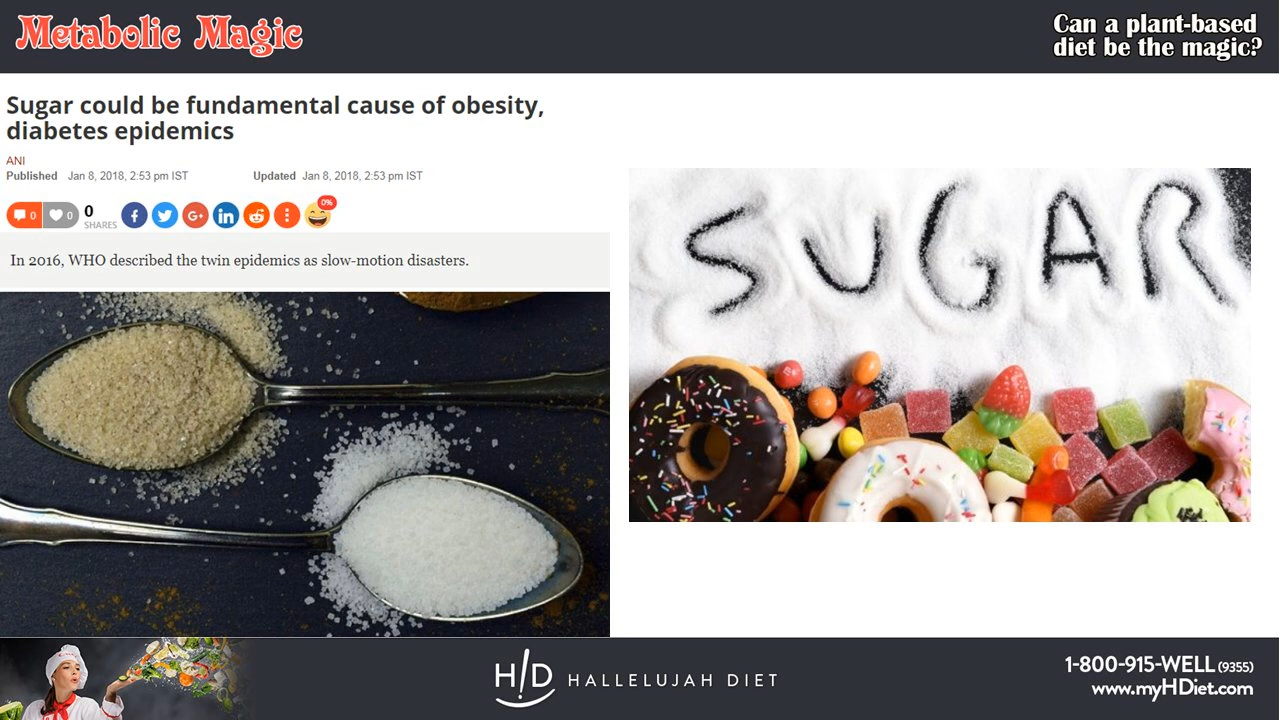 Metabolic Magic
Can a plant-based
diet be the magic?
Sugar could be fundamental cause of obesity,
diabetes epidemics
ANI
Published Jan 8, 2018, 2:53 pm IST Updated Jan 8, 2018, 2:53 pm IST
0 0 0 SHARES f G+ in 0%
In 2016, WHO described the twin epidemics as slow-motion disasters.
SUGAR
H!D HALLELUJAH DIET
1-800-915-WELL (9355)
www.myHDiet.com